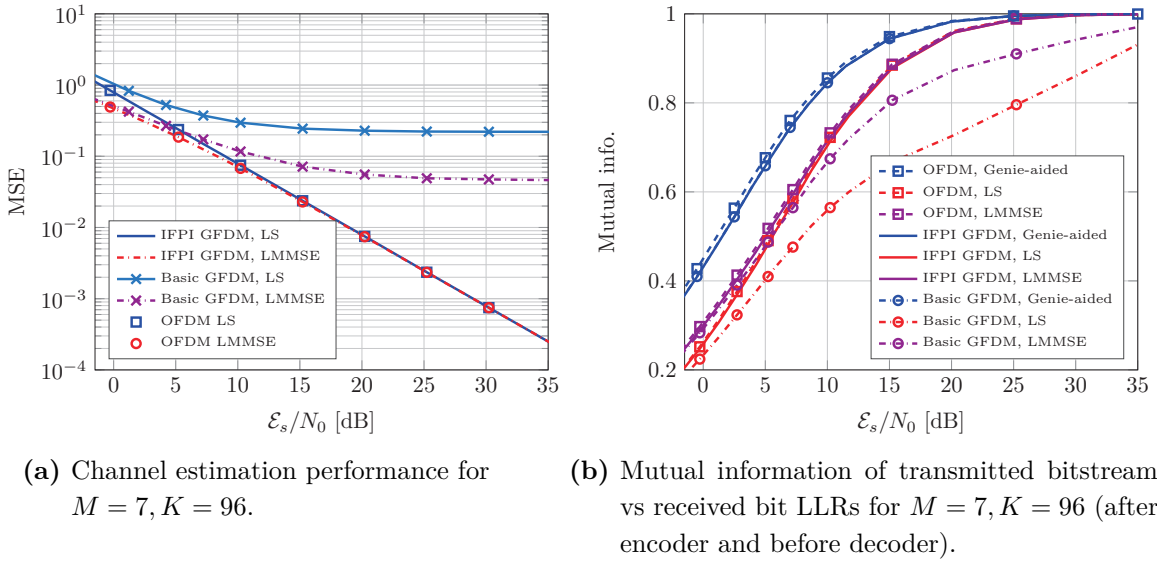 10^1
10^0
10^−1
10^−2
10^−3
10^−4
MSE
0 5 10 15 20 25 30 35
ℰ_s/N_0 [dB]
IFPI GFDM, LS
IFPI GFDM, LMMSE
Basic GFDM, LS
Basic GFDM, LMMSE
OFDM LS
OFDM LMMSE
(a) Channel estimation performance for
M = 7, K = 96.
1
0.8
0.6
0.4
0.2
Mutual info.
0 5 10 15 20 25 30 35
ℰ_s/N_0 [dB]
OFDM, Genie-aided
OFDM, LS
OFDM, LMMSE
IFPI GFDM, Genie-aided
IFPI GFDM, LS
IFPI GFDM, LMMSE
Basic GFDM, Genie-aided
Basic GFDM, LS
Basic GFDM, LMMSE
(b) Mutual information of transmitted bitstream
vs received bit LLRs for M = 7, K = 96 (after
encoder and before decoder).